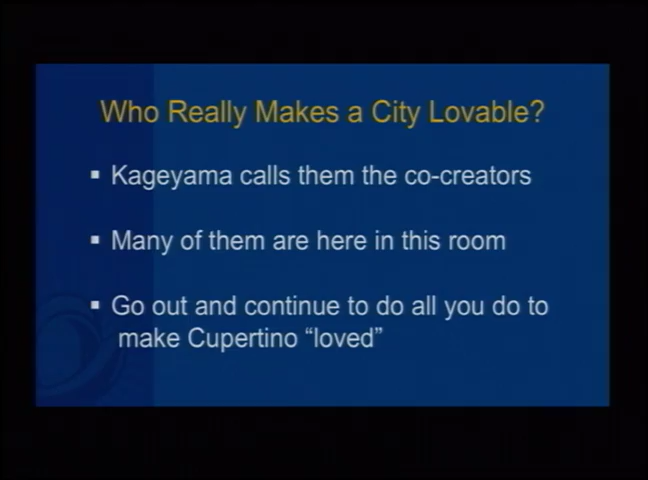 Who Really Makes a City Lovable?
▪ Kageyama calls them the co-creators
▪ Many of them are here in this room
▪ Go out and continue to do all you do to
make Cupertino “loved”